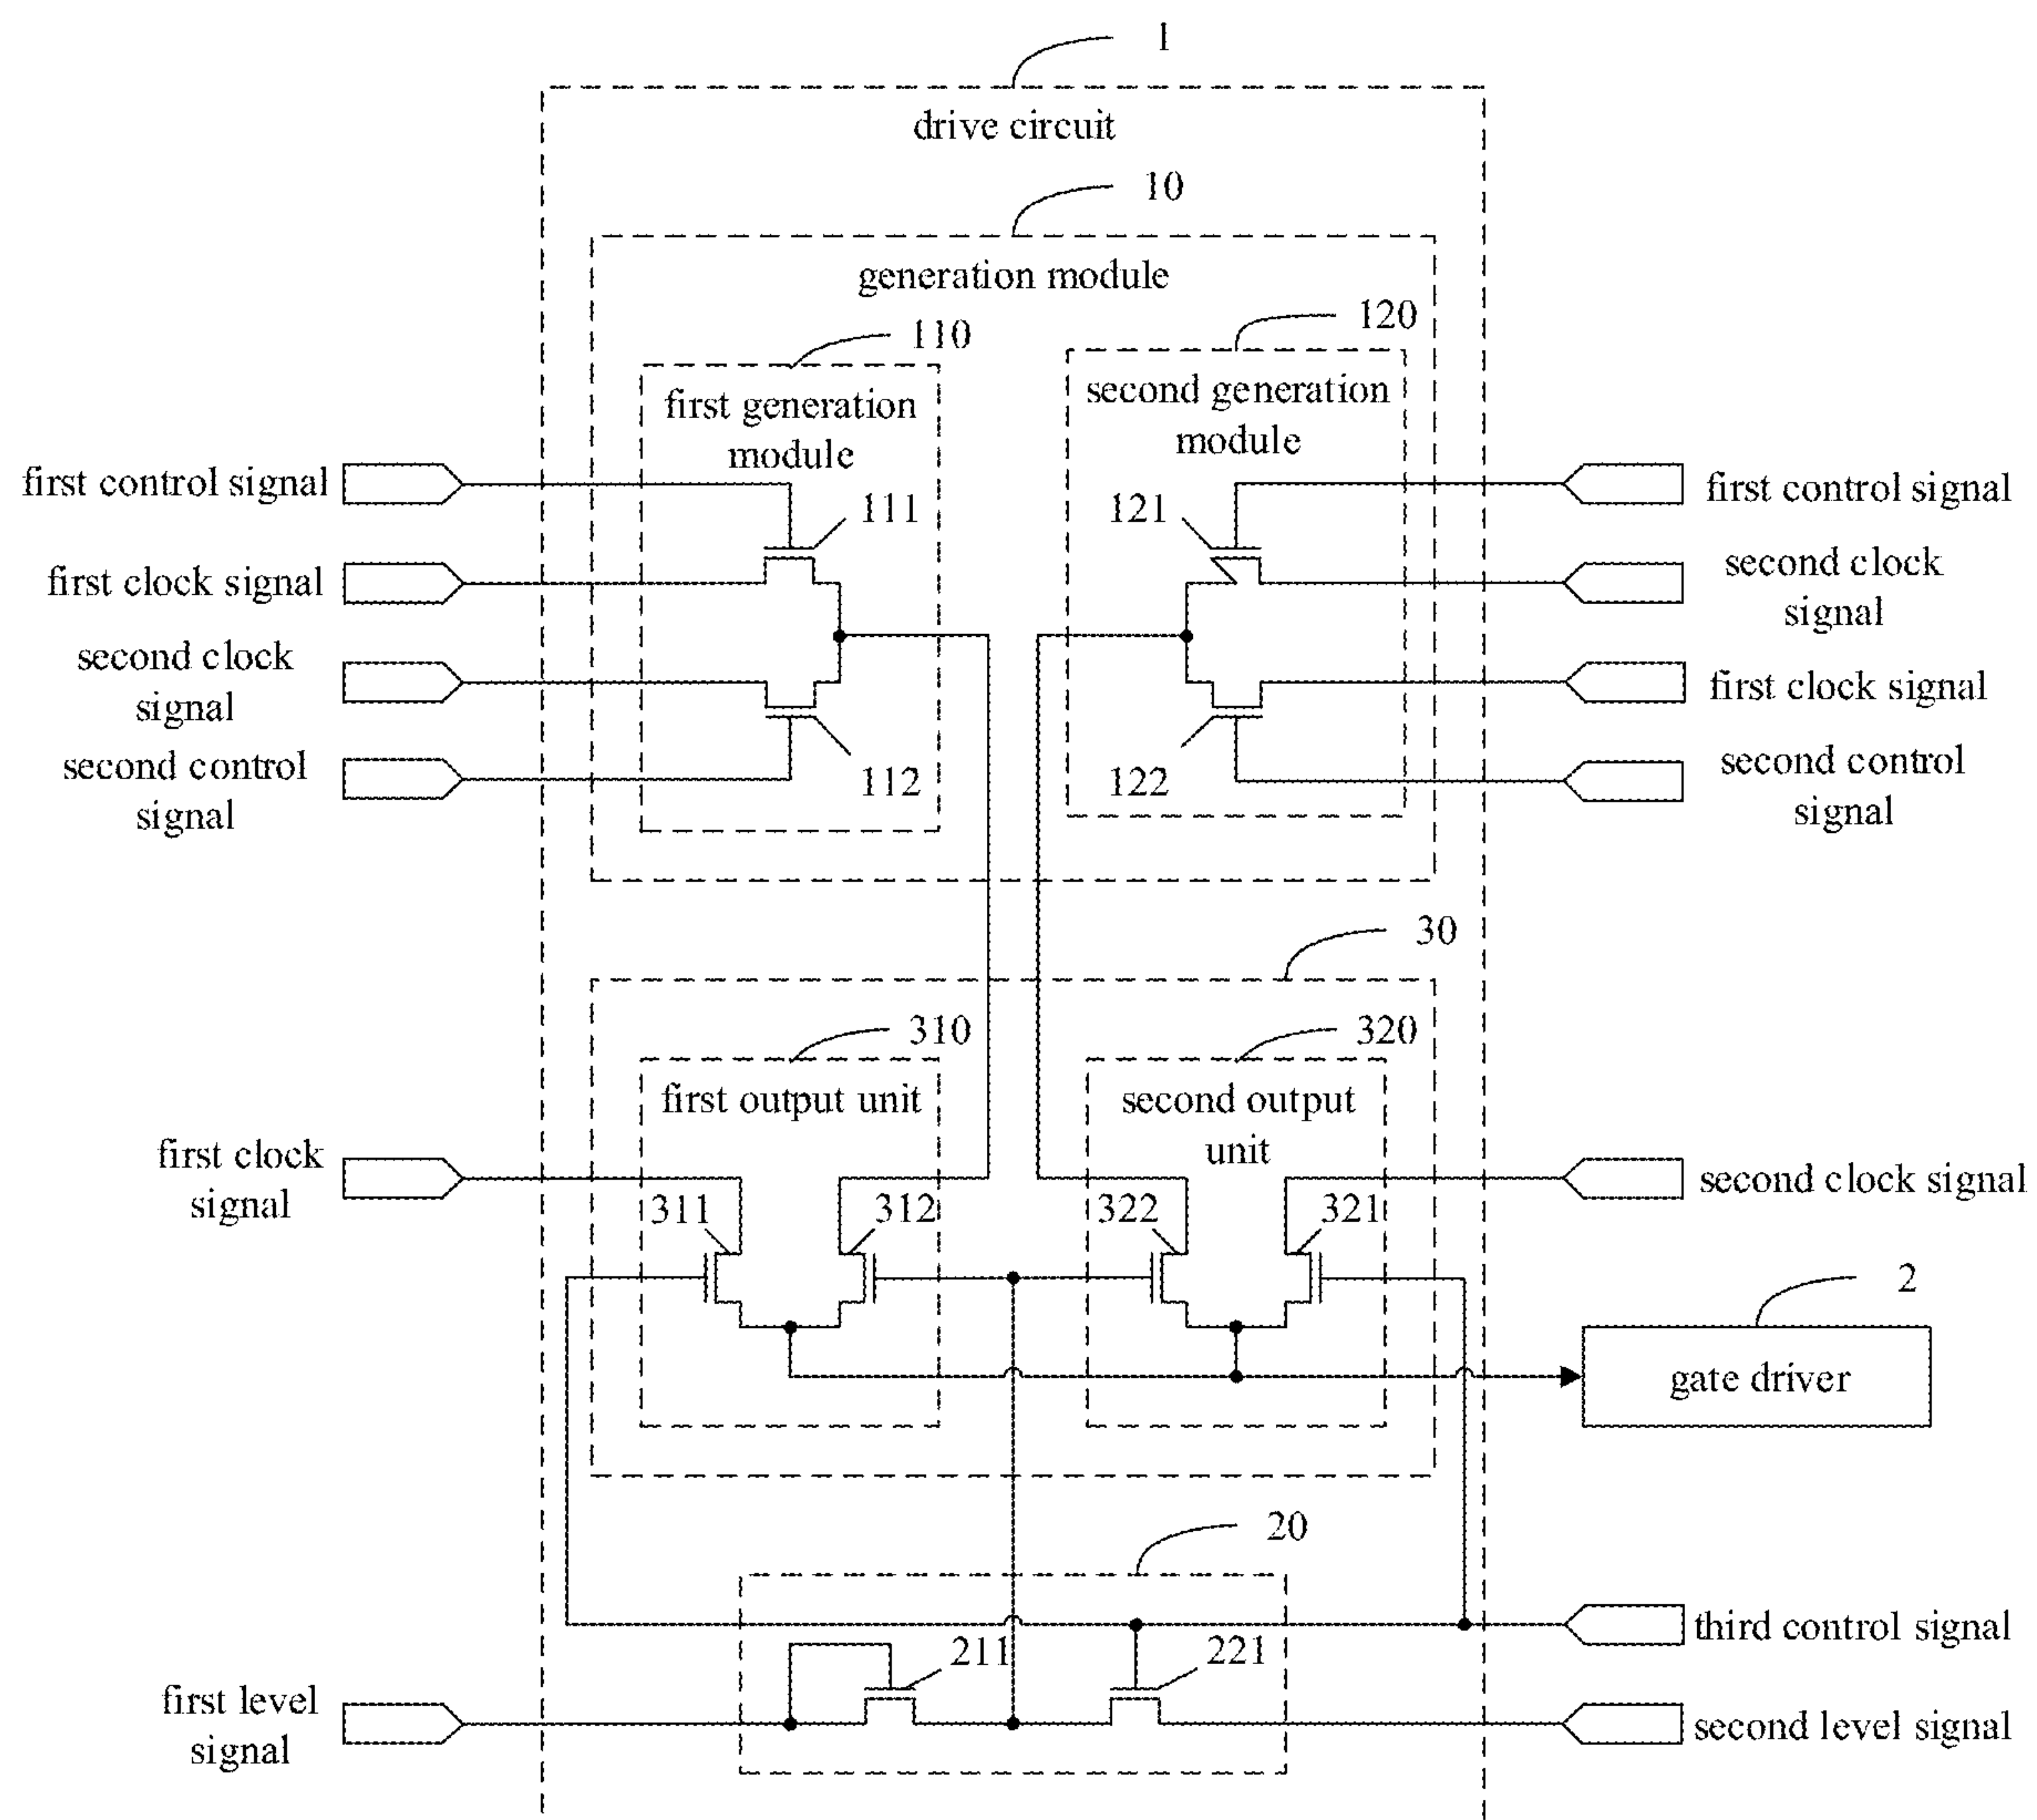 1
drive circuit
10
generation module
110
120
first generation
module
second generation
module
first control signal
111
121
first control signal
first clock signal
second clock
signal
second clock
signal
first clock signal
second control
signal
112
122
second control
signal
30
310
320
first output unit
second output
unit
first clock
signal
second clock signal
311
312
322
321
2
gate driver
20
third control signal
211
221
first level
signal
second level signal